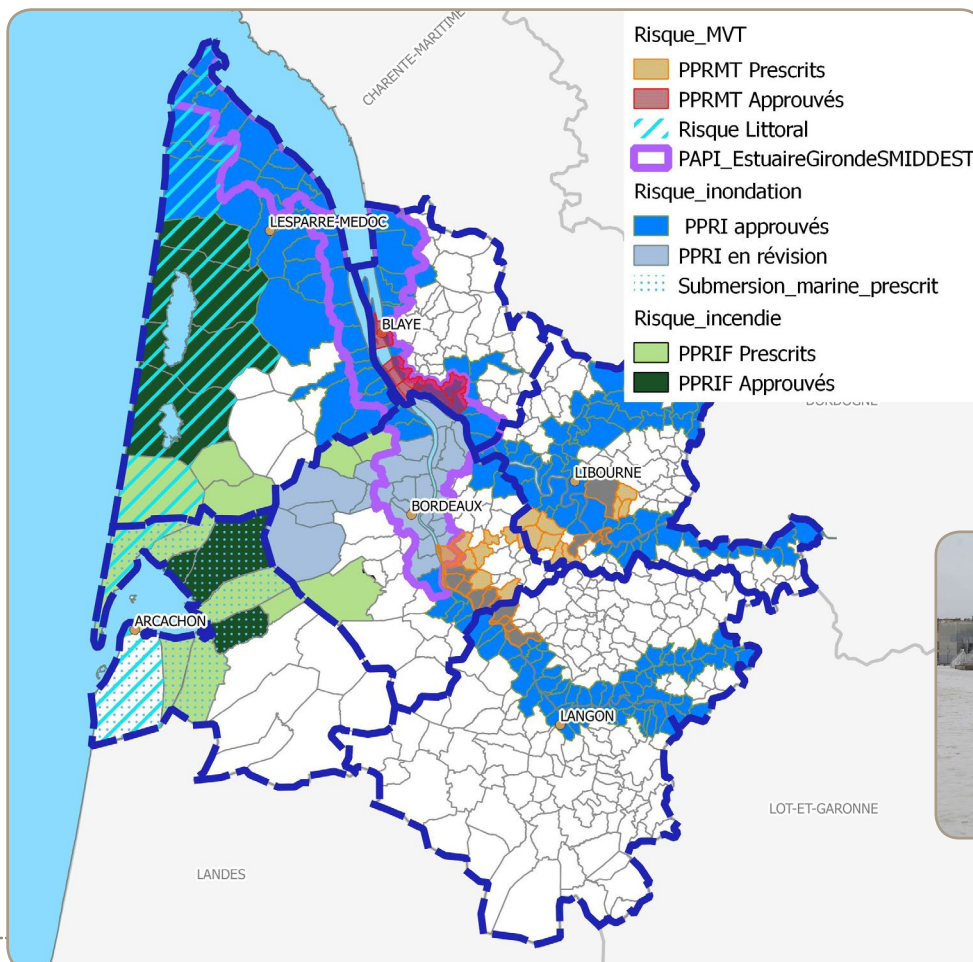 CHARENTE-MARITIME
Risque_MVT
PPRMT Prescrits
PPRMT Approuvés
Risque Littoral
PAPI_EstuaireGirondeSMIDDEST
Risque_inondation
PPRI approuvés
PPRI en révision
Submersion_marine_prescrit
Risque_incendie
PPRIF Prescrits
PPRIF Approuvés
LESPARRE-MEDOC
BLAYE
DORDOGNE
LIBOURNE
BORDEAUX
ARCACHON
LANGON
LOT-ET-GARONNE
LANDES